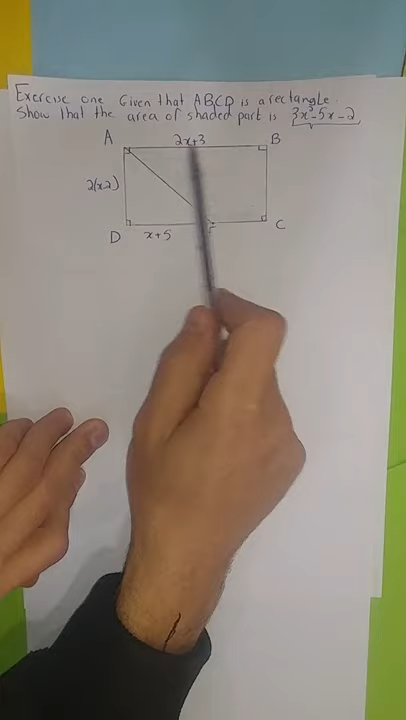 Exercise one Given that ABCD is a rectangle.
Show that the area of shaded part is 3x²-5x-2
A 2x+3 B
2(x-2)
D x+5 F C